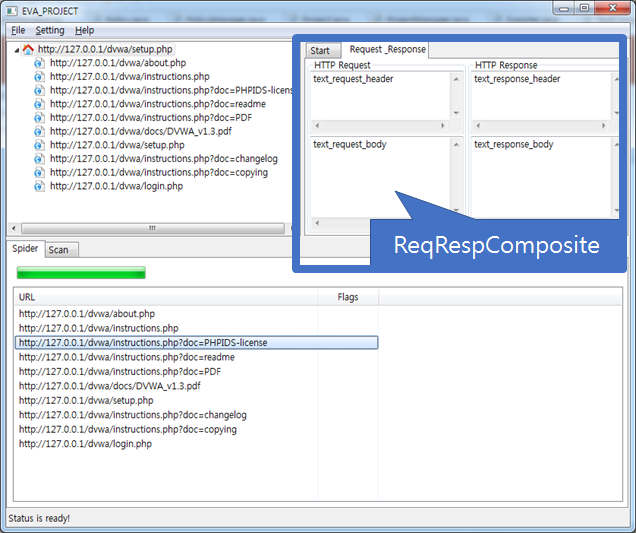 EVA_PROJECT
File Setting Help
http://127.0.0.1/dvwa/setup.php
http://127.0.0.1/dvwa/about.php
http://127.0.0.1/dvwa/instructions.php
http://127.0.0.1/dvwa/instructions.php?doc=PHPIDS-license
http://127.0.0.1/dvwa/instructions.php?doc=readme
http://127.0.0.1/dvwa/instructions.php?doc=PDF
http://127.0.0.1/dvwa/docs/DVWA_v1.3.pdf
http://127.0.0.1/dvwa/setup.php
http://127.0.0.1/dvwa/instructions.php?doc=changelog
http://127.0.0.1/dvwa/instructions.php?doc=copying
http://127.0.0.1/dvwa/login.php
Start Request _Response
HTTP Request HTTP Response
text_request_header text_response_header
text_request_body text_response_body
ReqRespComposite
Spider Scan
URL Flags
http://127.0.0.1/dvwa/about.php
http://127.0.0.1/dvwa/instructions.php
http://127.0.0.1/dvwa/instructions.php?doc=PHPIDS-license
http://127.0.0.1/dvwa/instructions.php?doc=readme
http://127.0.0.1/dvwa/instructions.php?doc=PDF
http://127.0.0.1/dvwa/docs/DVWA_v1.3.pdf
http://127.0.0.1/dvwa/setup.php
http://127.0.0.1/dvwa/instructions.php?doc=changelog
http://127.0.0.1/dvwa/instructions.php?doc=copying
http://127.0.0.1/dvwa/login.php
Status is ready!